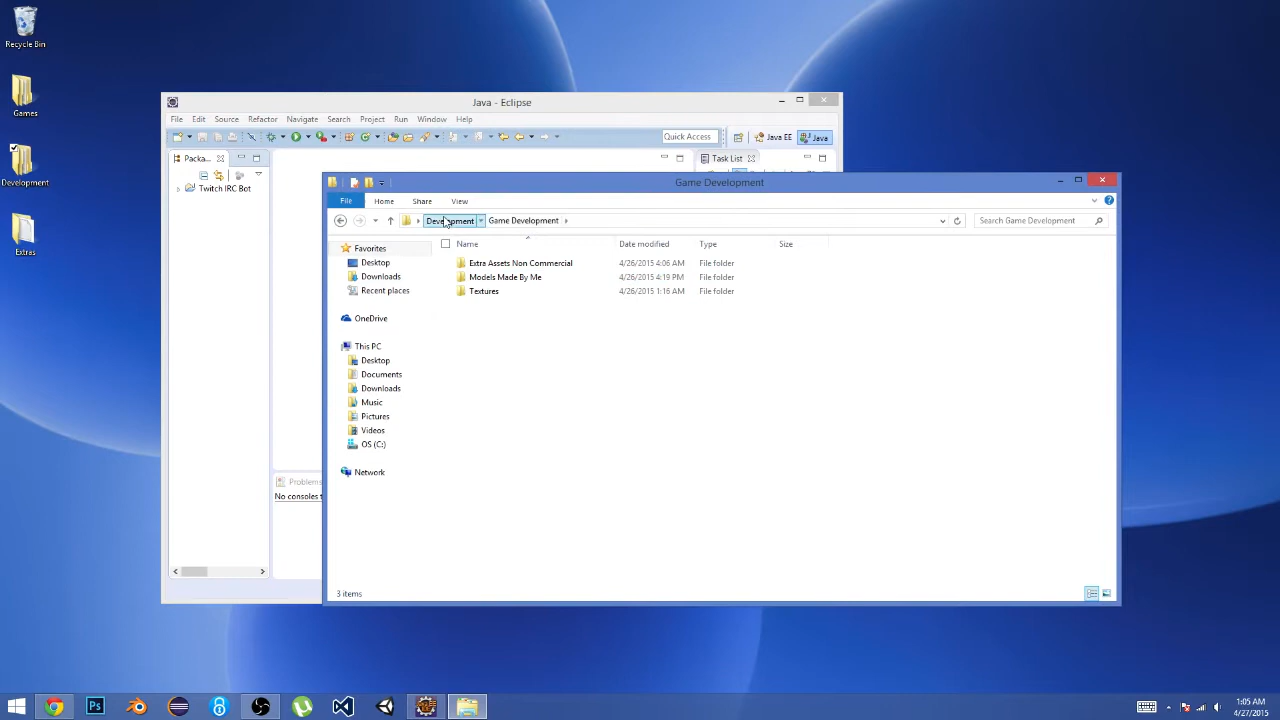 Recycle Bin
Games
Development
Extras
Java - Eclipse
File Edit Source Refactor Navigate Search Project Run Window Help
Quick Access Java EE Java
Packa... Task List
Twitch IRC Bot
Problems
No consoles t
Game Development
File Home Share View
Development Game Development Search Game Development
Name Date modified Type Size
Extra Assets Non Commercial 4/26/2015 4:06 AM File folder
Models Made By Me 4/26/2015 4:19 PM File folder
Textures 4/26/2015 1:16 AM File folder
Favorites
Desktop
Downloads
Recent places
OneDrive
This PC
Desktop
Documents
Downloads
Music
Pictures
Videos
OS (C:)
Network
3 items
Ps
1:05 AM
4/27/2015